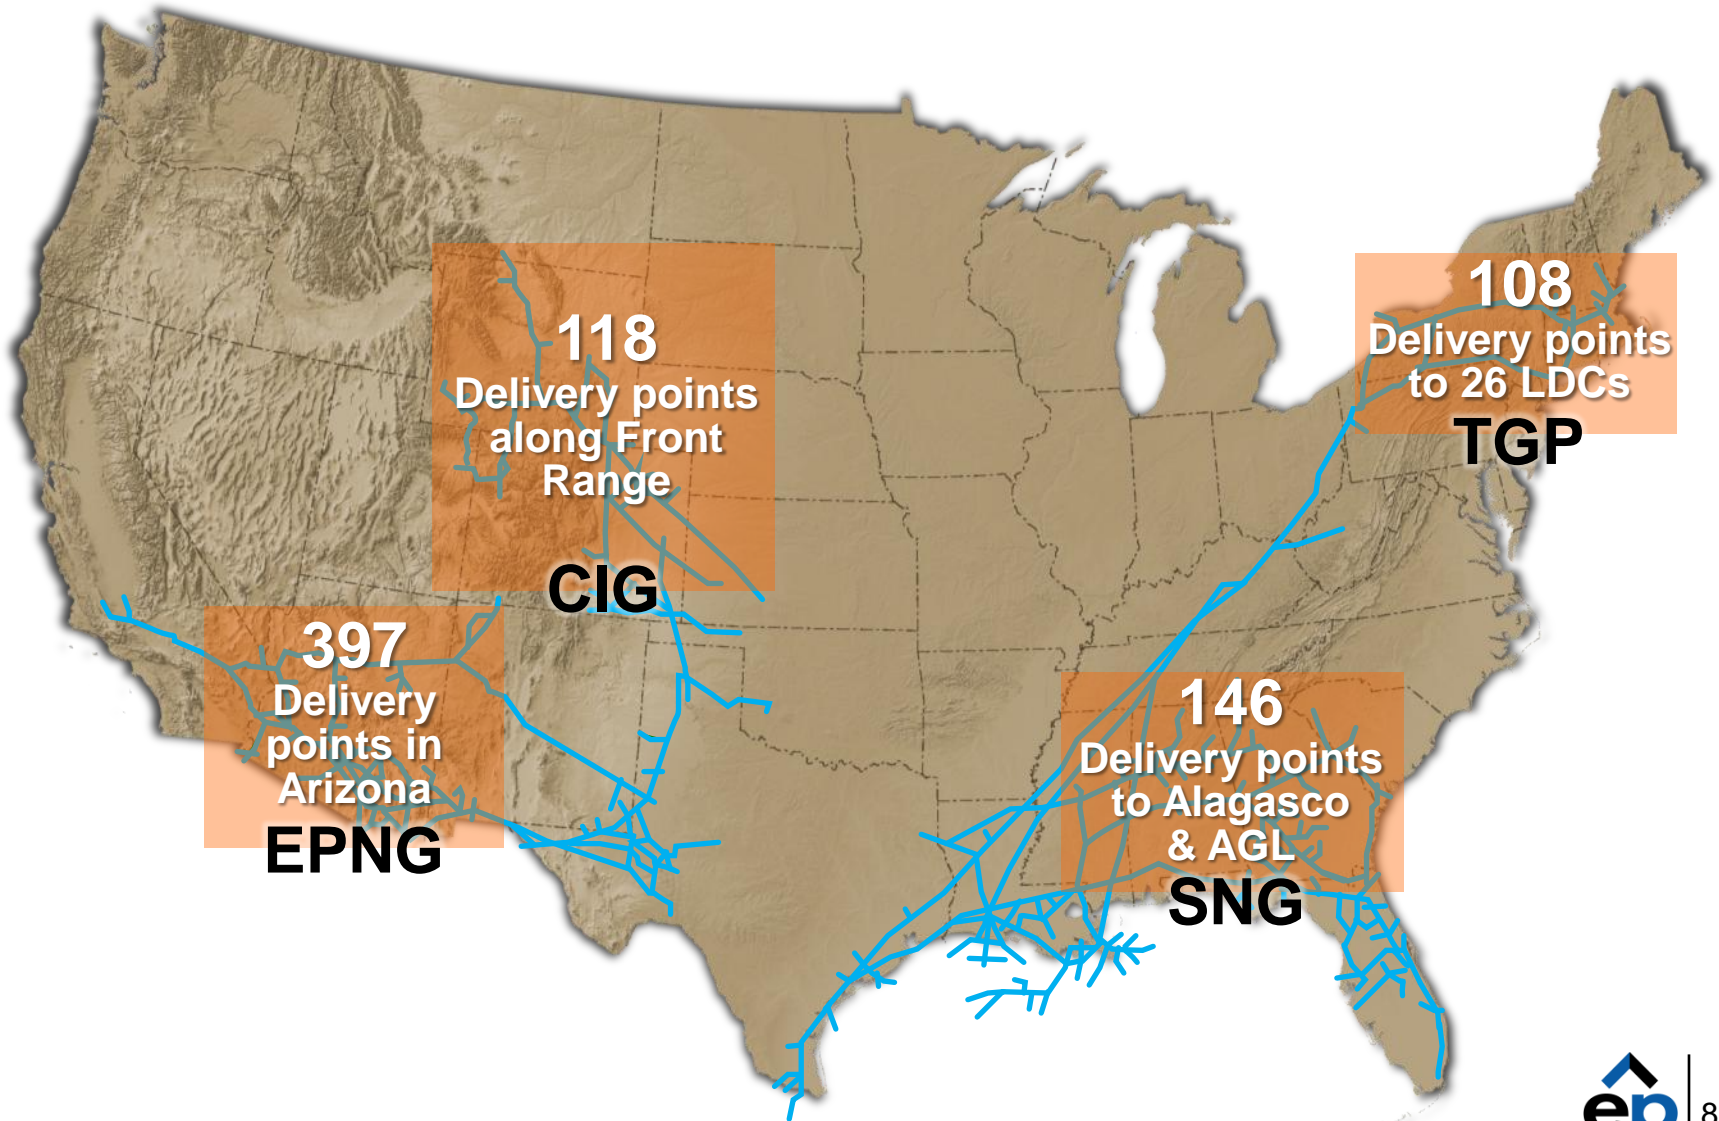 118
Delivery points
along Front
Range
CIG
108
Delivery points
to 26 LDCs
TGP
397
Delivery
points in
Arizona
EPNG
146
Delivery points
to Alagasco
& AGL
SNG
ep
8